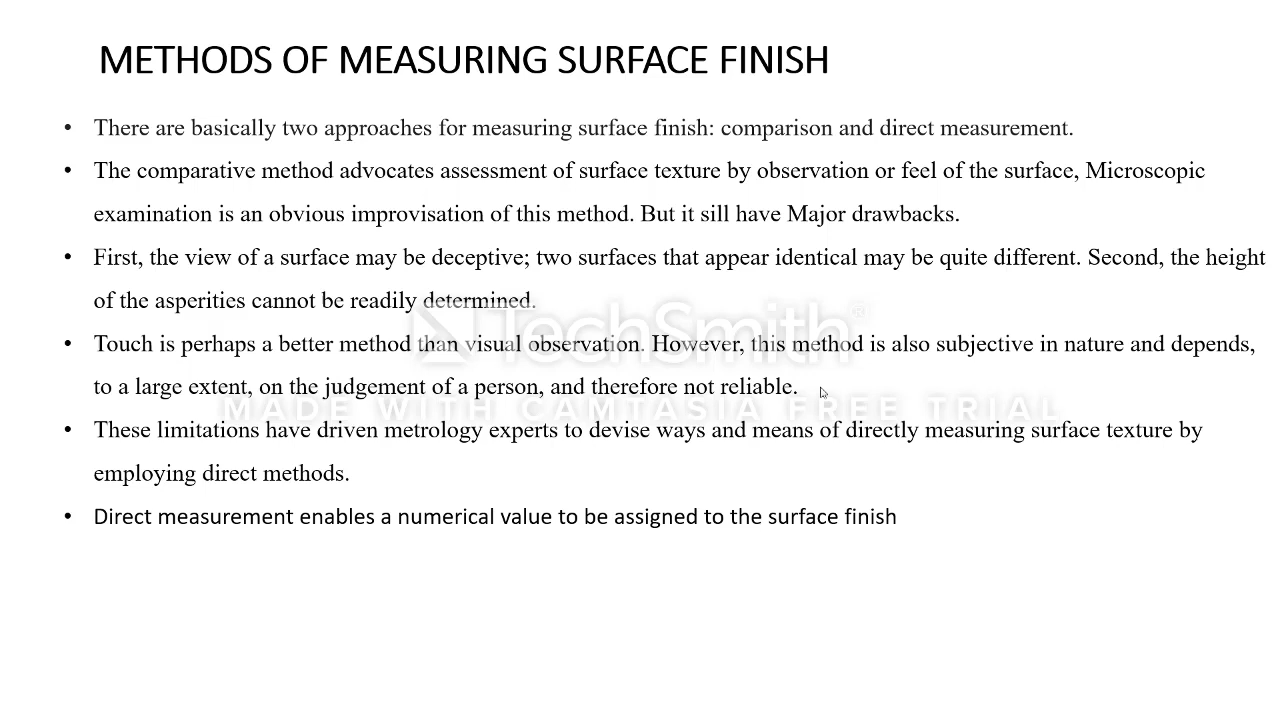 METHODS OF MEASURING SURFACE FINISH
• There are basically two approaches for measuring surface finish: comparison and direct measurement.
• The comparative method advocates assessment of surface texture by observation or feel of the surface, Microscopic
examination is an obvious improvisation of this method. But it sill have Major drawbacks.
• First, the view of a surface may be deceptive; two surfaces that appear identical may be quite different. Second, the height
of the asperities cannot be readily determined.
TechSmith®
• Touch is perhaps a better method than visual observation. However, this method is also subjective in nature and depends,
to a large extent, on the judgement of a person, and therefore not reliable.
MADE WITH CAMTASIA FREE TRIAL
• These limitations have driven metrology experts to devise ways and means of directly measuring surface texture by
employing direct methods.
• Direct measurement enables a numerical value to be assigned to the surface finish